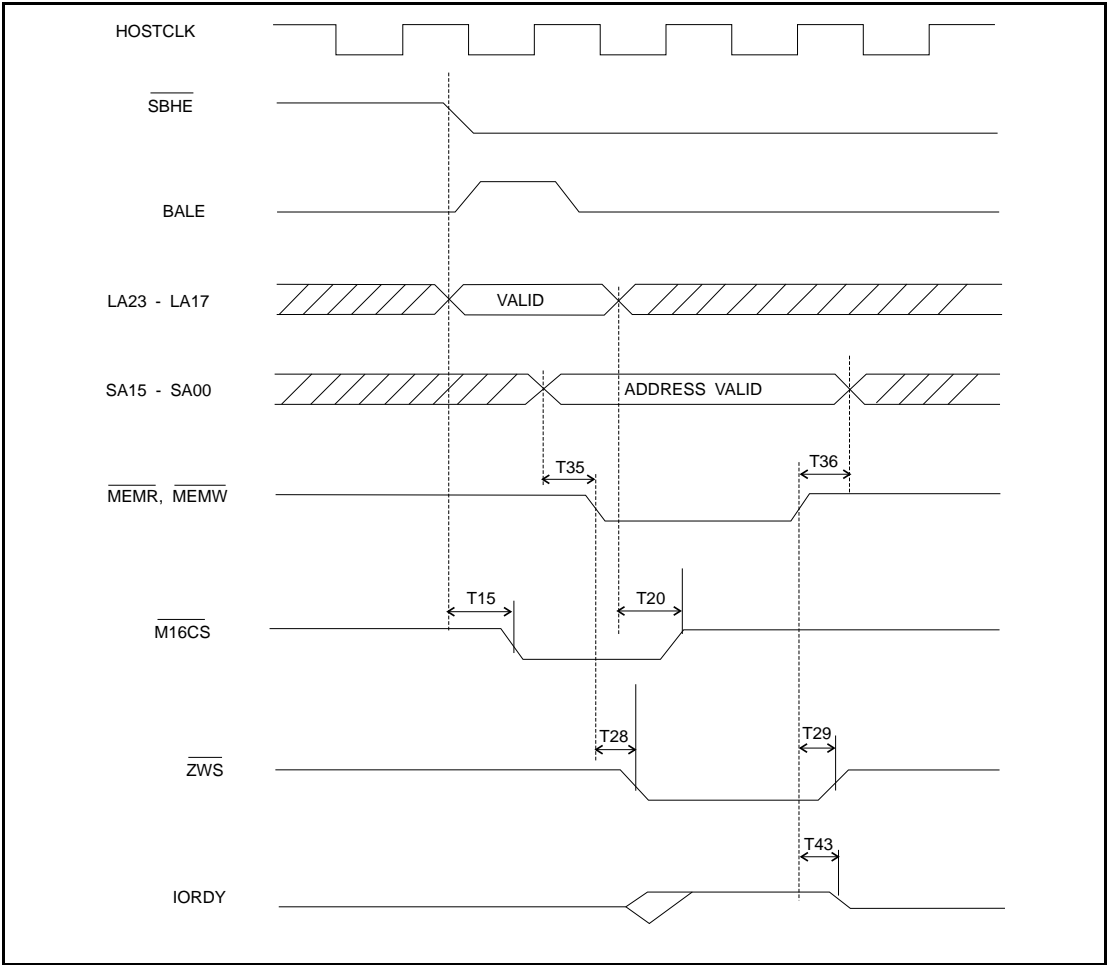 HOSTCLK
SBHE
BALE
LA23 - LA17
VALID
SA15 - SA00
ADDRESS VALID
T35
T36
MEMR, MEMW
T15
T20
M16CS
T28
T29
ZWS
T43
IORDY